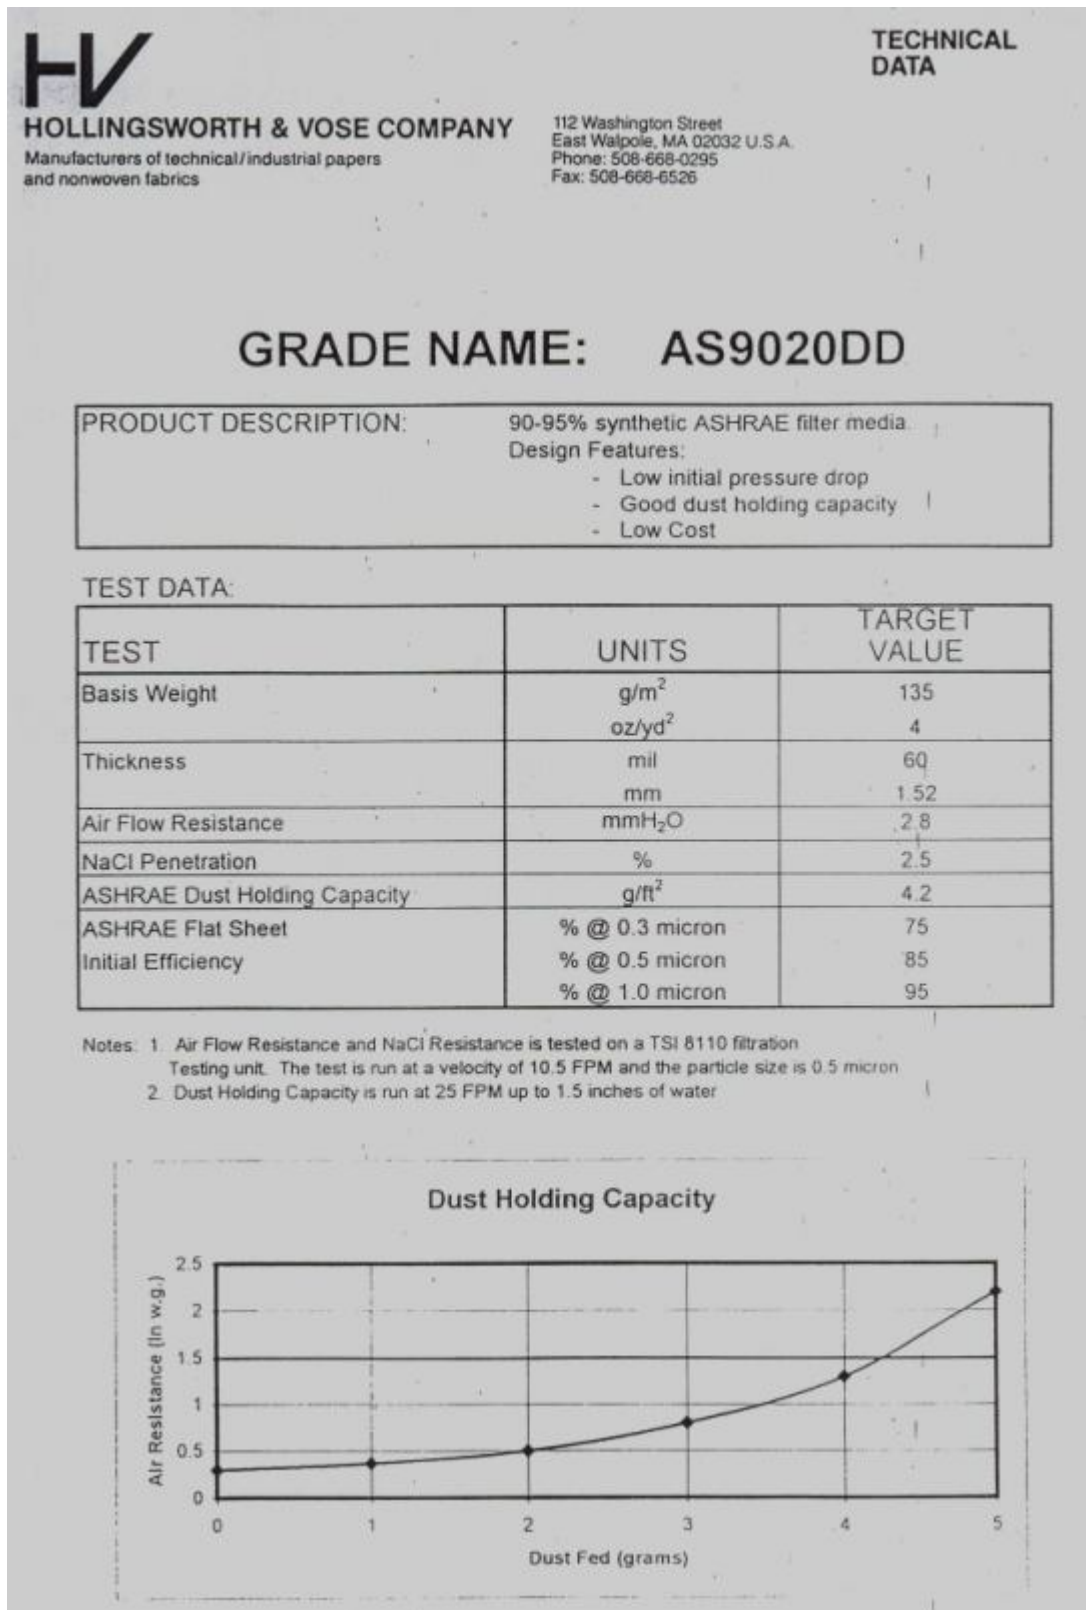 HV
TECHNICAL
DATA
HOLLINGSWORTH & VOSE COMPANY
Manufacturers of technical/industrial papers
and nonwoven fabrics
112 Washington Street
East Walpole, MA 02032 U.S.A.
Phone: 508-668-0295
Fax: 508-668-6526
GRADE NAME: AS9020DD
PRODUCT DESCRIPTION: 90-95% synthetic ASHRAE filter media.
Design Features:
- Low initial pressure drop
- Good dust holding capacity
- Low Cost
TEST DATA:
TEST UNITS TARGET VALUE
Basis Weight g/m² 135
oz/yd² 4
Thickness mil 60
mm 1.52
Air Flow Resistance mmH₂O 2.8
NaCl Penetration % 2.5
ASHRAE Dust Holding Capacity g/ft² 4.2
ASHRAE Flat Sheet % @ 0.3 micron 75
Initial Efficiency % @ 0.5 micron 85
% @ 1.0 micron 95
Notes: 1. Air Flow Resistance and NaCl Resistance is tested on a TSI 8110 filtration
Testing unit. The test is run at a velocity of 10.5 FPM and the particle size is 0.5 micron
2. Dust Holding Capacity is run at 25 FPM up to 1.5 inches of water
Dust Holding Capacity
Air Resistance (In w.g.)
2.5
2
1.5
1
0.5
0
0 1 2 3 4 5
Dust Fed (grams)